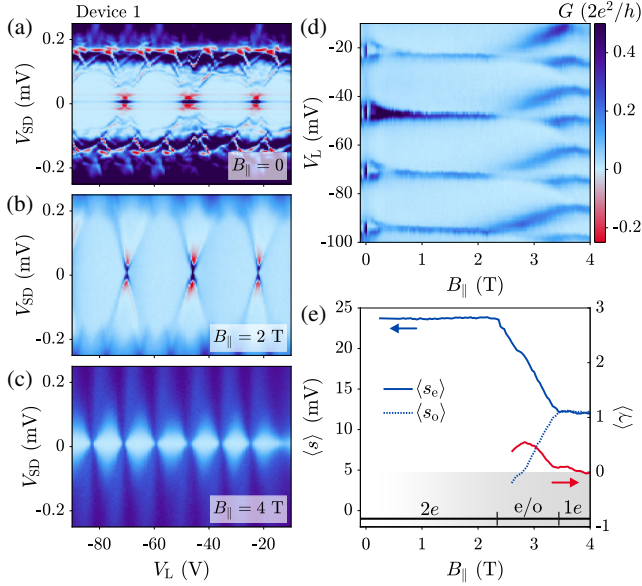 Device 1
(a)
0.2
0
-0.2
V_SD (mV)
B_∥ = 0
(b)
0.2
0
-0.2
V_SD (mV)
B_∥ = 2 T
(c)
0.2
0
-0.2
V_SD (mV)
B_∥ = 4 T
-80 -60 -40 -20
V_L (V)
(d)
G (2e²/h)
-20
-40
-60
-80
-100
V_L (mV)
0 1 2 3 4
B_∥ (T)
0.4
0.2
0
-0.2
(e)
25
20
15
10
5
0
⟨s⟩ (mV)
3
2
1
0
-1
⟨γ⟩
⟨s_e⟩
⟨s_o⟩
2e e/o 1e
0 1 2 3 4
B_∥ (T)